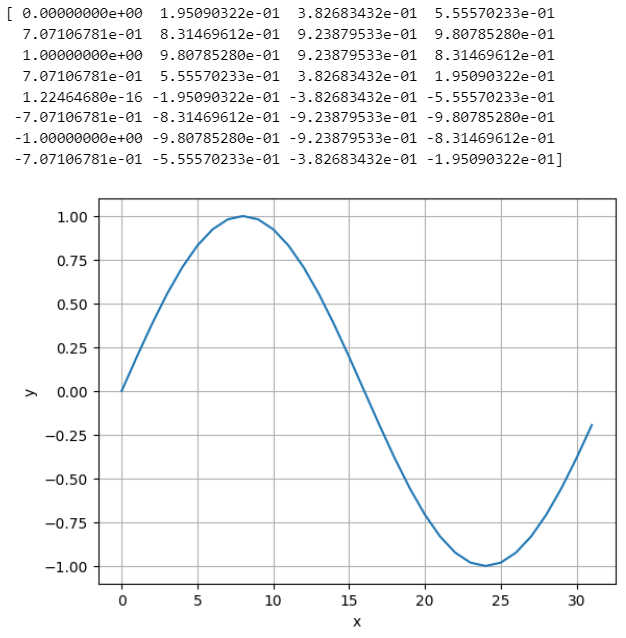 [ 0.00000000e+00 1.95090322e-01 3.82683432e-01 5.55570233e-01
7.07106781e-01 8.31469612e-01 9.23879533e-01 9.80785280e-01
1.00000000e+00 9.80785280e-01 9.23879533e-01 8.31469612e-01
7.07106781e-01 5.55570233e-01 3.82683432e-01 1.95090322e-01
1.22464680e-16 -1.95090322e-01 -3.82683432e-01 -5.55570233e-01
-7.07106781e-01 -8.31469612e-01 -9.23879533e-01 -9.80785280e-01
-1.00000000e+00 -9.80785280e-01 -9.23879533e-01 -8.31469612e-01
-7.07106781e-01 -5.55570233e-01 -3.82683432e-01 -1.95090322e-01]
1.00
0.75
0.50
0.25
0.00
−0.25
−0.50
−0.75
−1.00
y
0 5 10 15 20 25 30
x